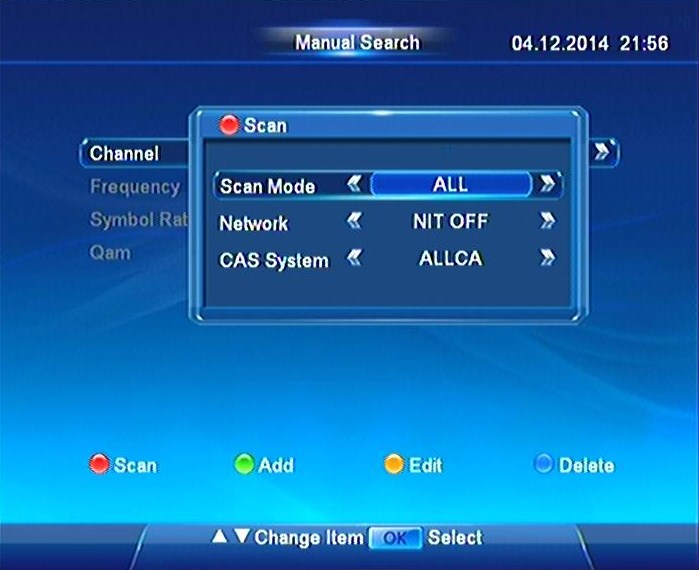 Manual Search 04.12.2014 21:56
Scan
Channel
Scan Mode ALL
Frequency
Network NIT OFF
Symbol Rat
CAS System ALLCA
Qam
Scan Add Edit Delete
Change Item OK Select